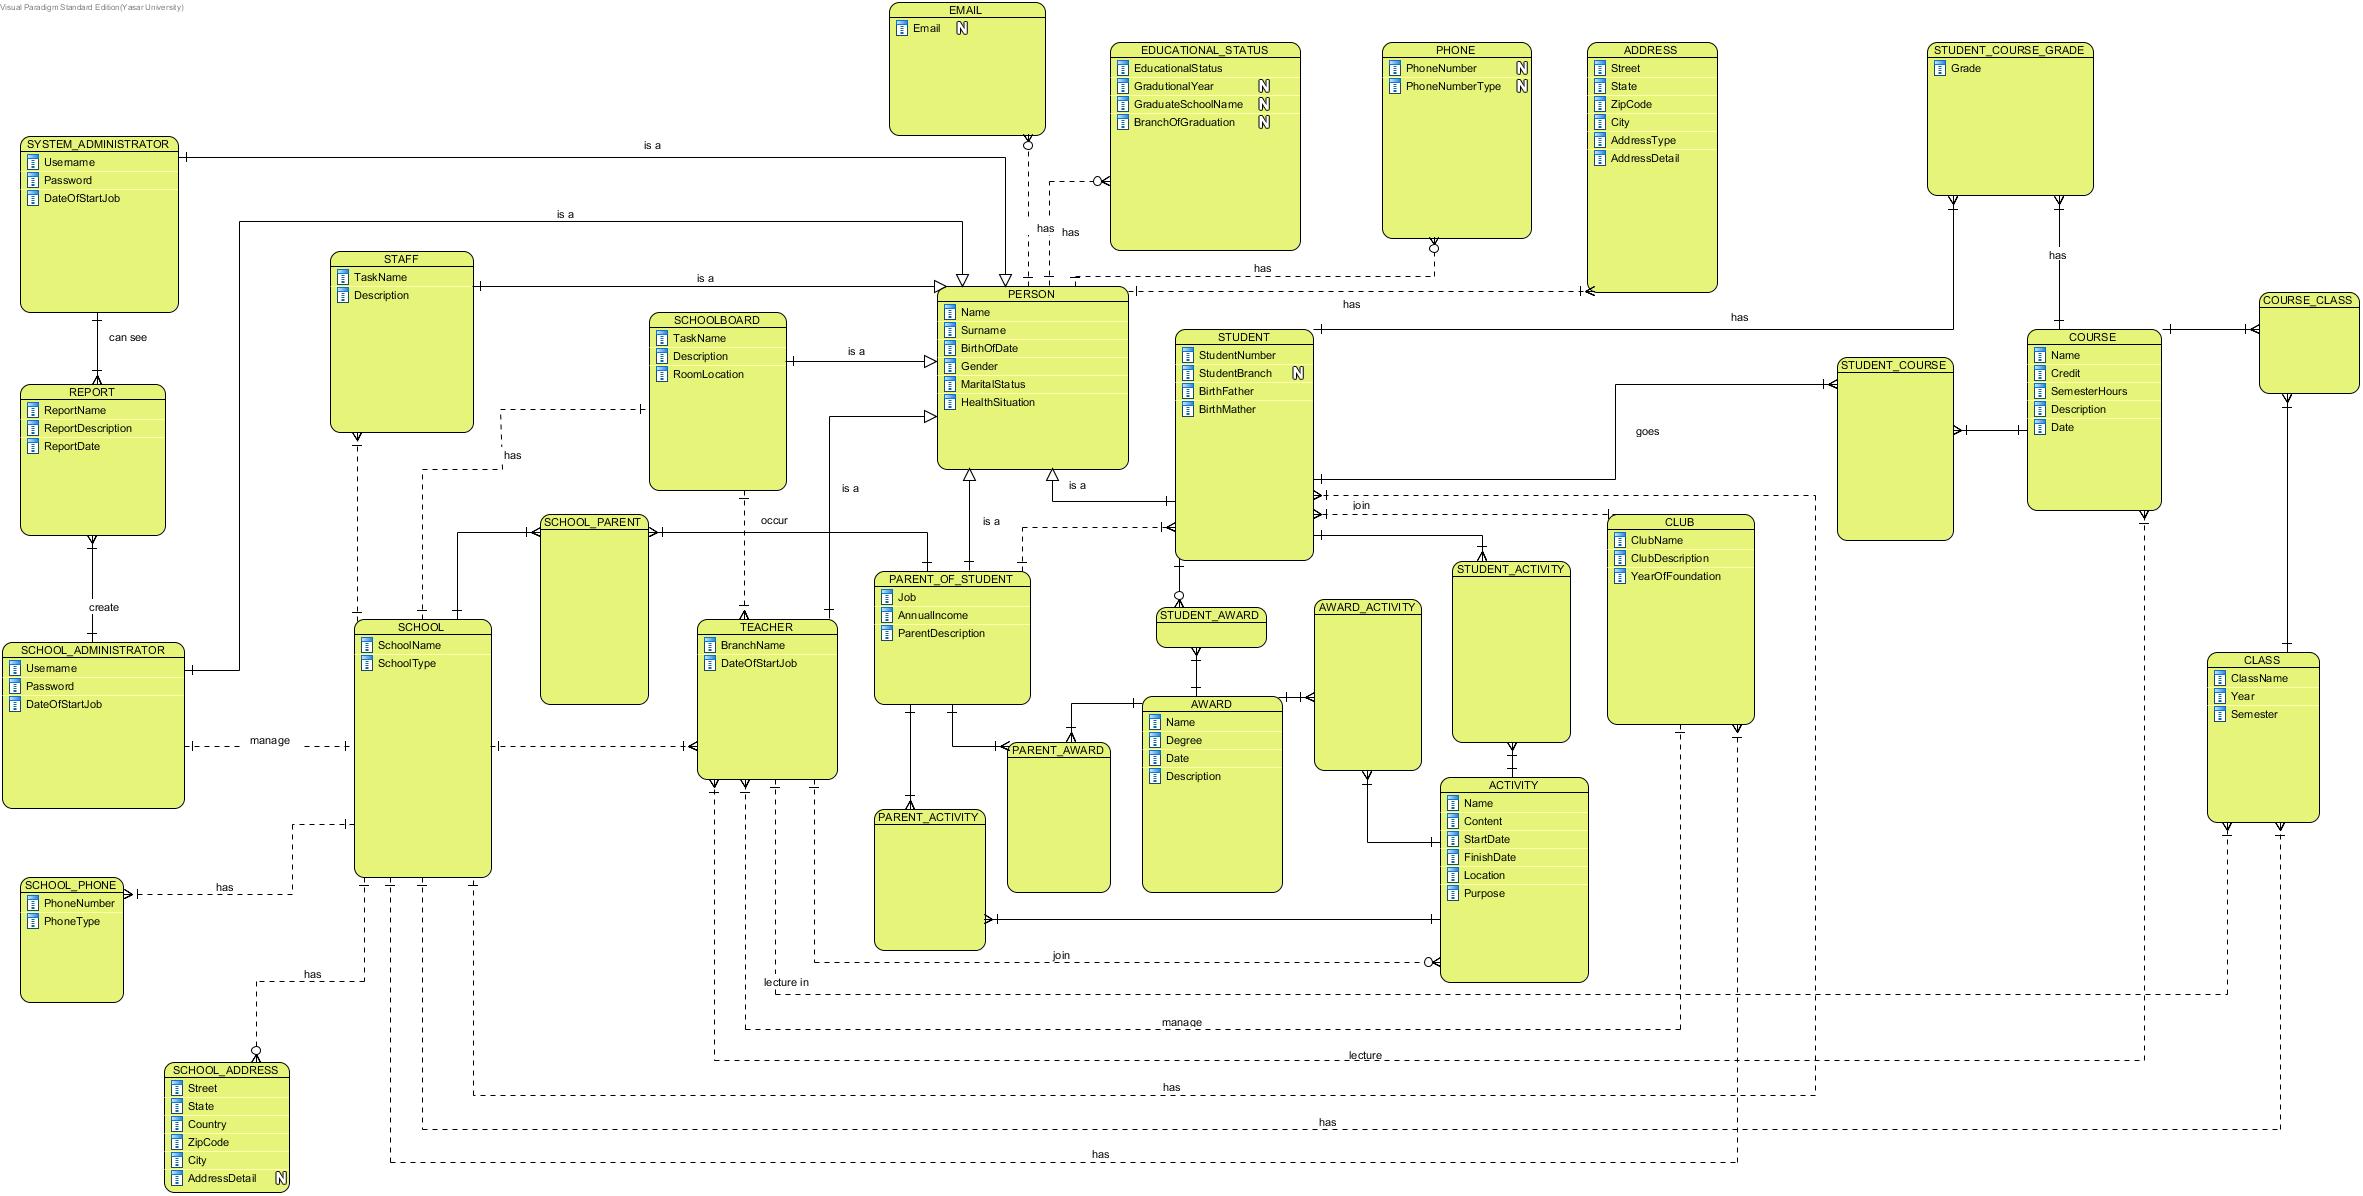 Visual Paradigm Standard Edition(Yasar University)
EMAIL
Email N
EDUCATIONAL_STATUS
EducationalStatus
GradutionalYear N
GraduateSchoolName N
BranchOfGraduation N
PHONE
PhoneNumber N
PhoneNumberType N
ADDRESS
Street
State
ZipCode
City
AddressType
AddressDetail
STUDENT_COURSE_GRADE
Grade
SYSTEM_ADMINISTRATOR
Username
Password
DateOfStartJob
is a
is a
has
has
has
has
has
has
STAFF
TaskName
Description
is a
PERSON
Name
Surname
BirthOfDate
Gender
MaritalStatus
HealthSituation
SCHOOLBOARD
TaskName
Description
RoomLocation
is a
can see
REPORT
ReportName
ReportDescription
ReportDate
STUDENT
StudentNumber
StudentBranch N
BirthFather
BirthMather
COURSE
Name
Credit
SemesterHours
Description
Date
COURSE_CLASS
STUDENT_COURSE
goes
has
is a
is a
is a
join
occur
SCHOOL_PARENT
CLUB
ClubName
ClubDescription
YearOfFoundation
STUDENT_ACTIVITY
PARENT_OF_STUDENT
Job
AnnualIncome
ParentDescription
create
STUDENT_AWARD
AWARD_ACTIVITY
SCHOOL
SchoolName
SchoolType
TEACHER
BranchName
DateOfStartJob
SCHOOL_ADMINISTRATOR
Username
Password
DateOfStartJob
CLASS
ClassName
Year
Semester
manage
AWARD
Name
Degree
Date
Description
PARENT_AWARD
ACTIVITY
Name
Content
StartDate
FinishDate
Location
Purpose
PARENT_ACTIVITY
SCHOOL_PHONE
PhoneNumber
PhoneType
has
join
has
lecture in
manage
lecture
SCHOOL_ADDRESS
Street
State
Country
ZipCode
City
AddressDetail N
has
has
has